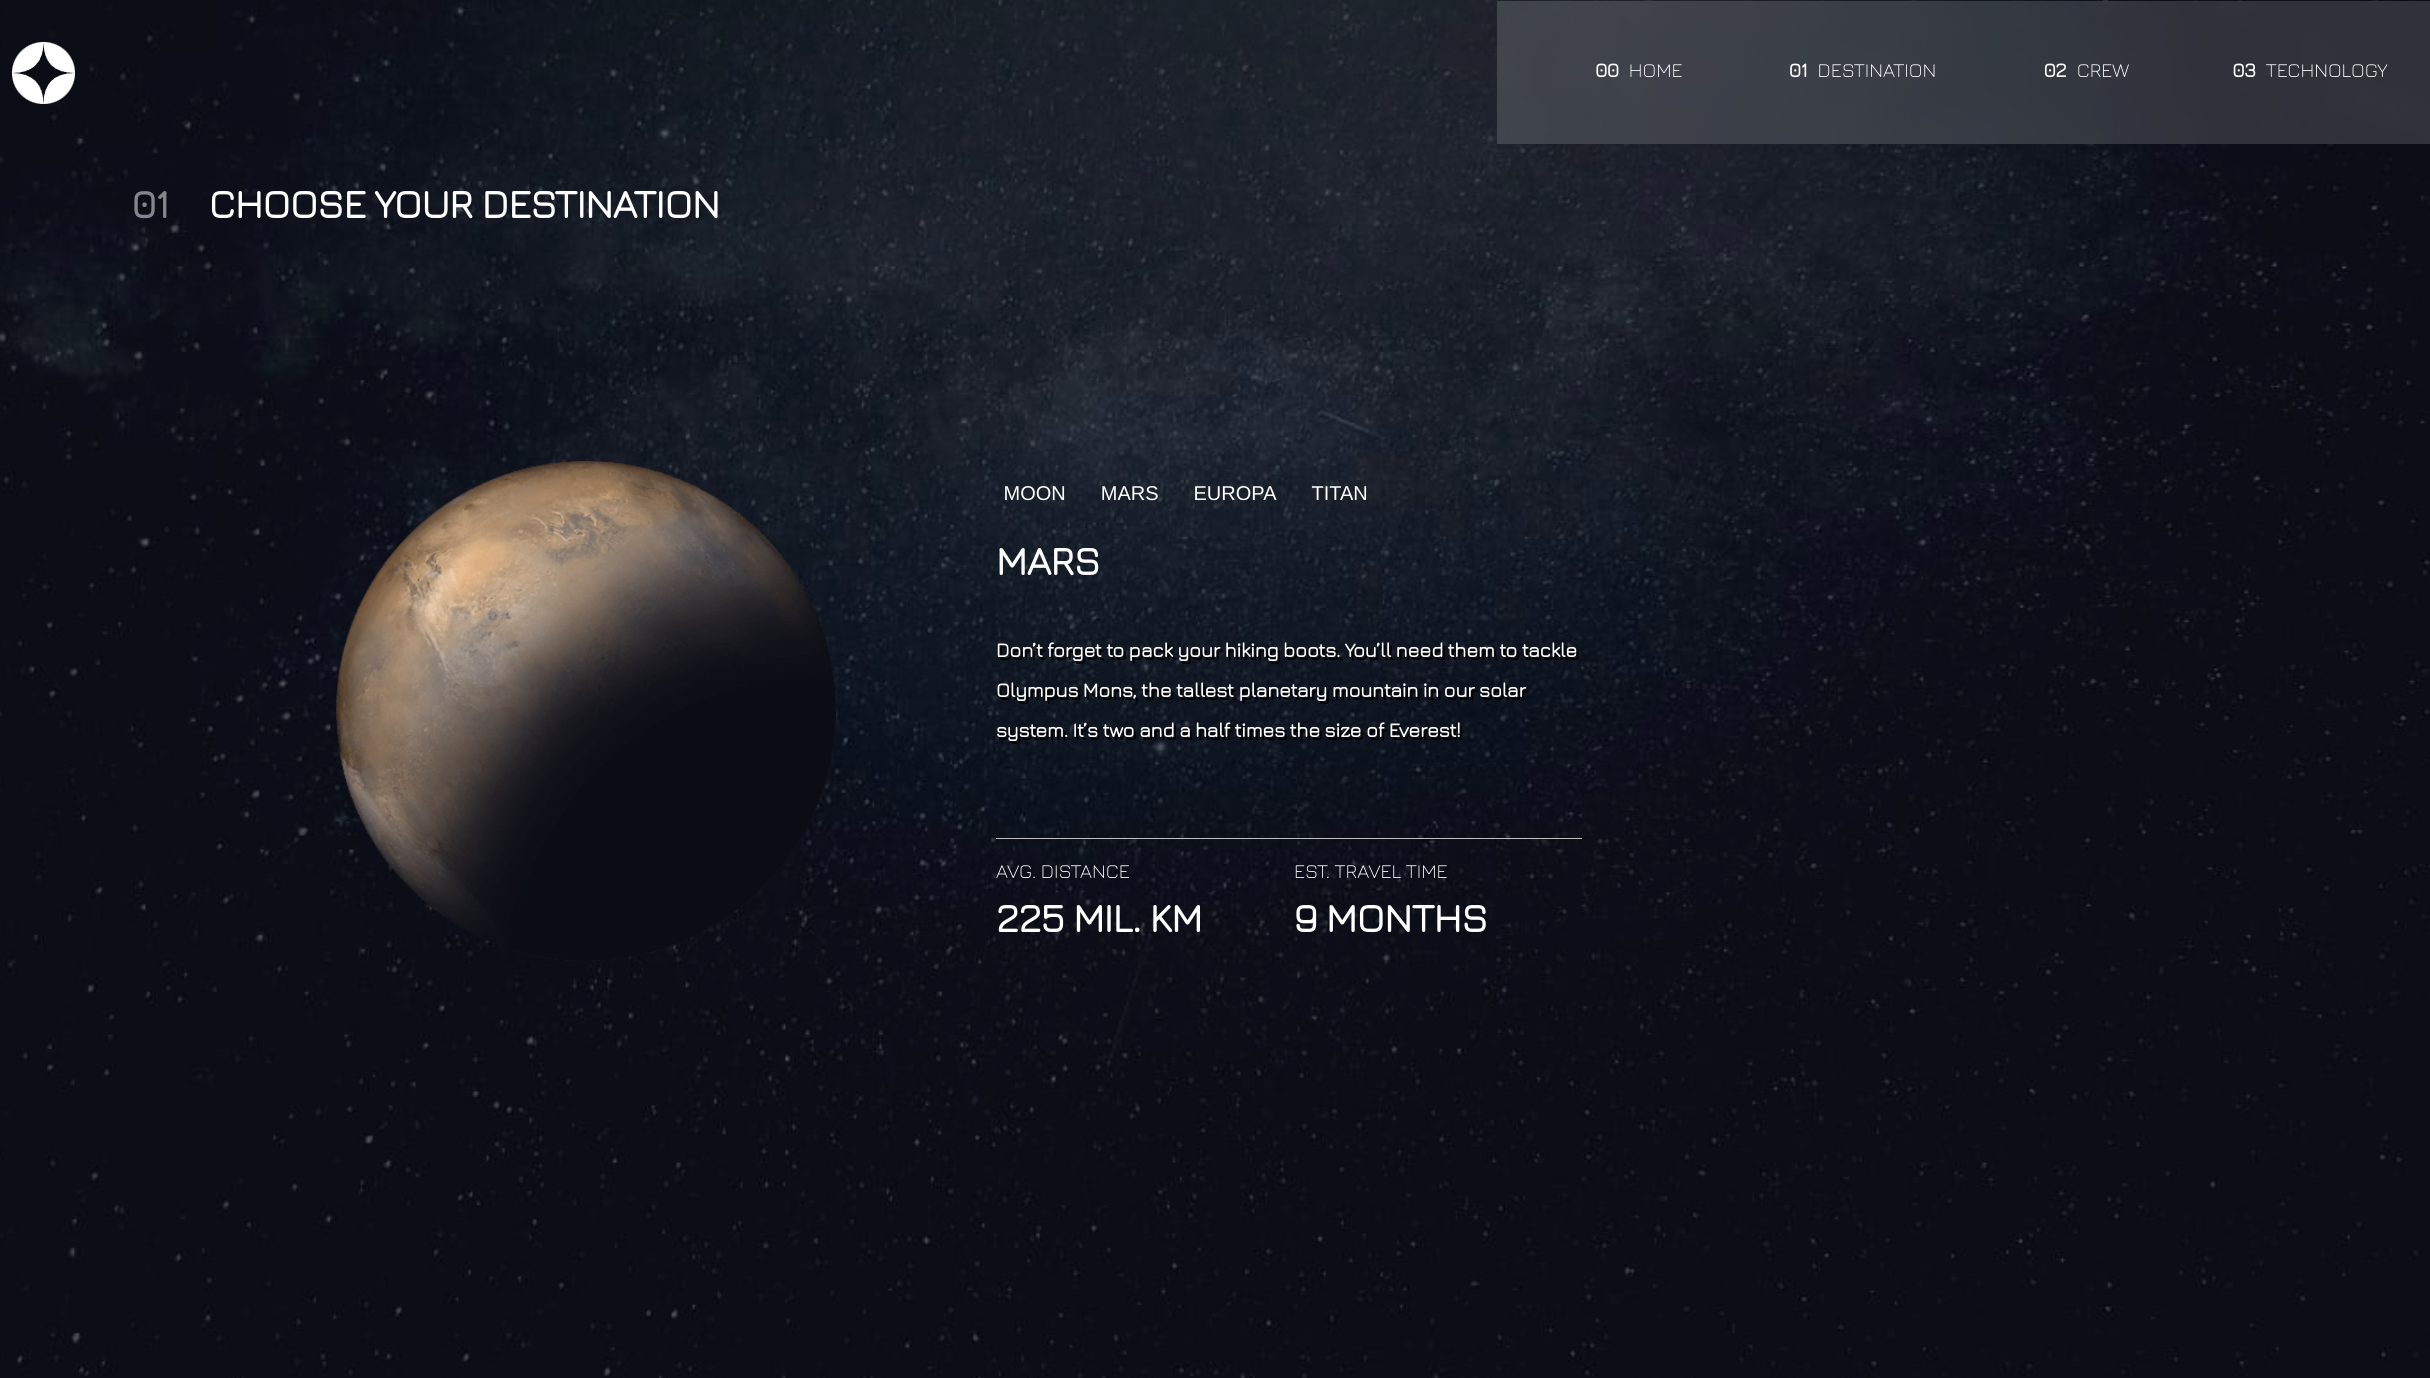 00 HOME 01 DESTINATION 02 CREW 03 TECHNOLOGY
01 CHOOSE YOUR DESTINATION
MOON MARS EUROPA TITAN
MARS
Don’t forget to pack your hiking boots. You’ll need them to tackle
Olympus Mons, the tallest planetary mountain in our solar
system. It’s two and a half times the size of Everest!
AVG. DISTANCE EST. TRAVEL TIME
225 MIL. KM 9 MONTHS